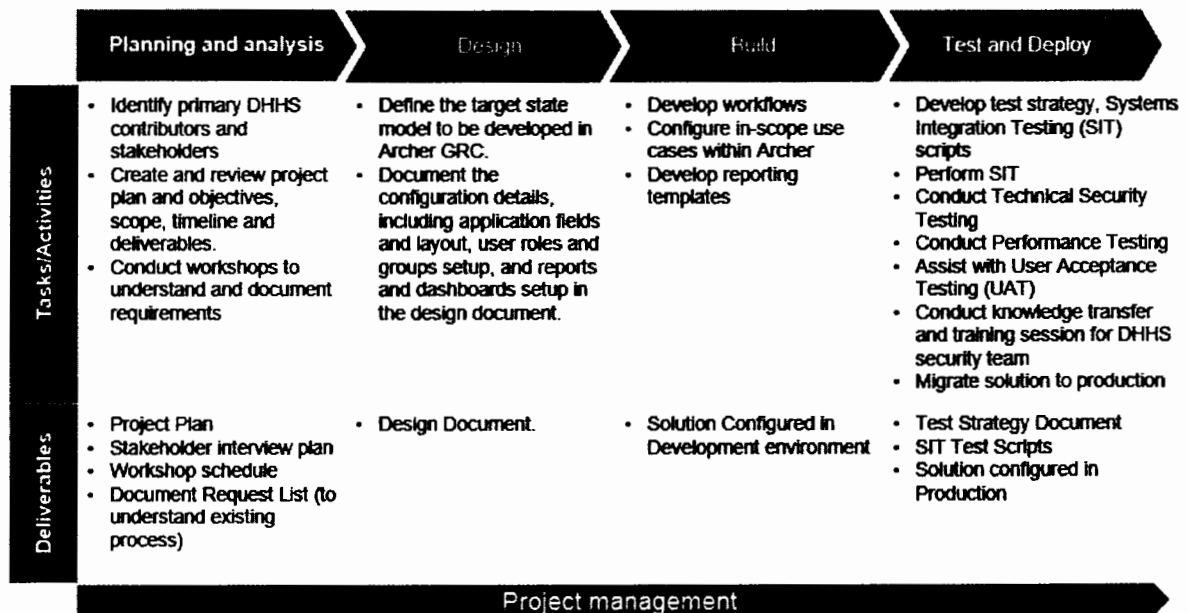 Planning and analysis
Design
Build
Test and Deploy
Tasks/Activities
• Identify primary DHHS
contributors and
stakeholders
• Create and review project
plan and objectives,
scope, timeline and
deliverables.
• Conduct workshops to
understand and document
requirements
• Define the target state
model to be developed in
Archer GRC.
• Document the
configuration details,
including application fields
and layout, user roles and
groups setup, and reports
and dashboards setup in
the design document.
• Develop workflows
• Configure in-scope use
cases within Archer
• Develop reporting
templates
• Develop test strategy, Systems
Integration Testing (SIT)
scripts
• Perform SIT
• Conduct Technical Security
Testing
• Conduct Performance Testing
• Assist with User Acceptance
Testing (UAT)
• Conduct knowledge transfer
and training session for DHHS
security team
• Migrate solution to production
Deliverables
• Project Plan
• Stakeholder interview plan
• Workshop schedule
• Document Request List (to
understand existing
process)
• Design Document.
• Solution Configured in
Development environment
• Test Strategy Document
• SIT Test Scripts
• Solution configured in
Production
Project management